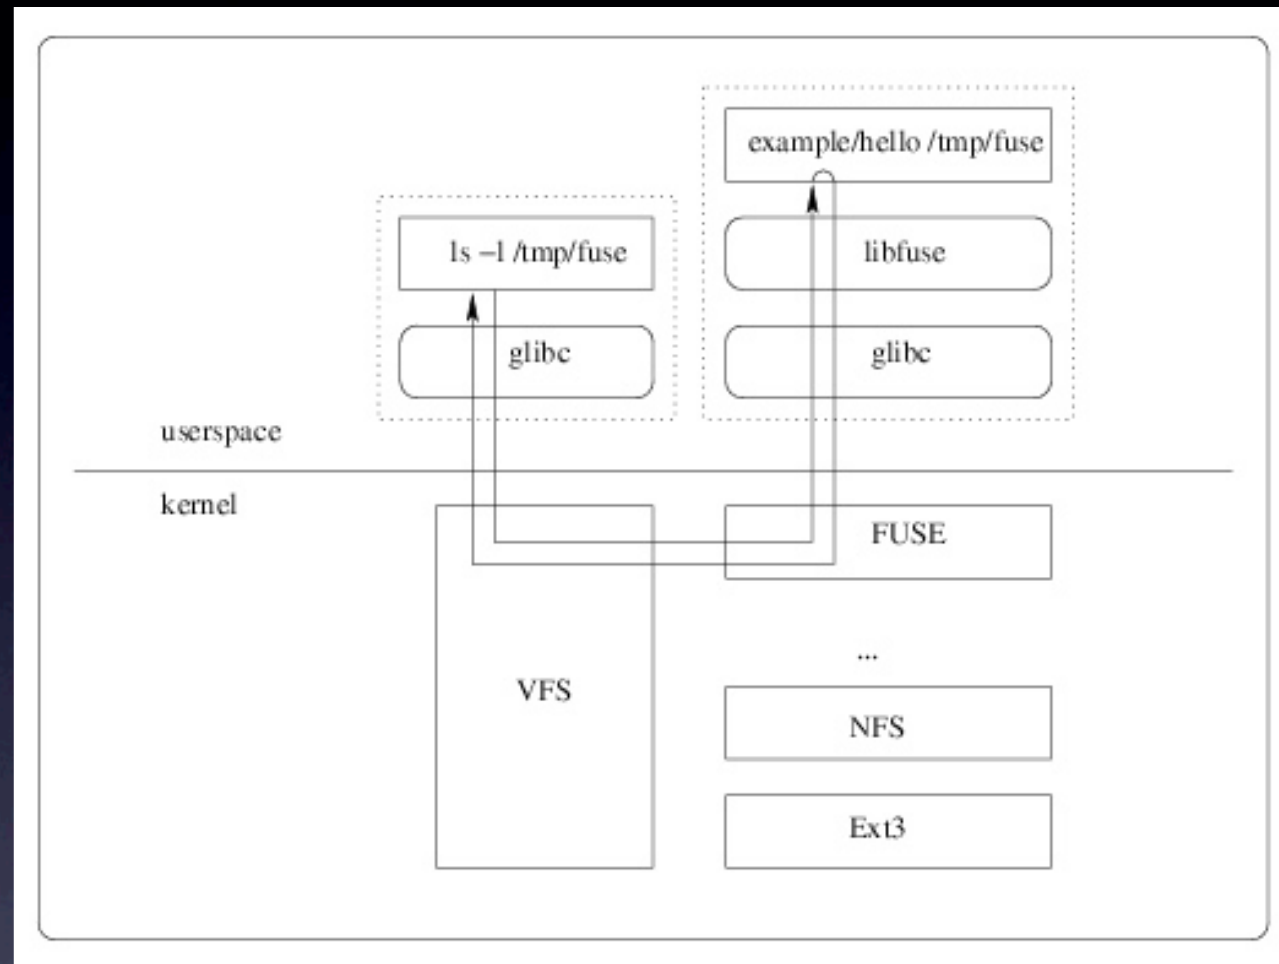 example/hello /tmp/fuse
ls –l /tmp/fuse
libfuse
glibc
glibc
userspace
kernel
FUSE
...
VFS
NFS
Ext3